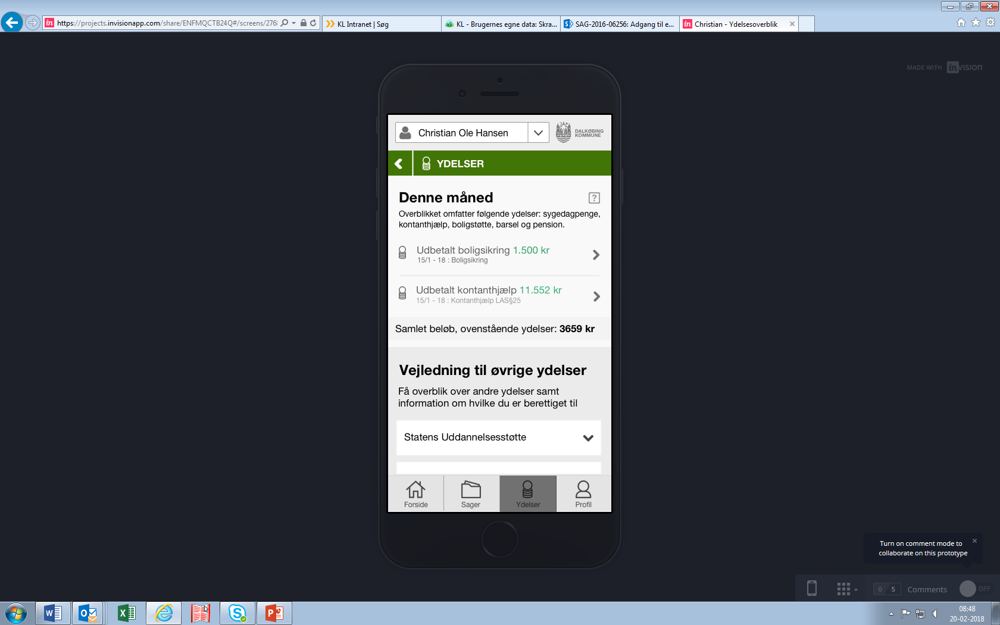 https://projects.invisionapp.com/share/ENFMQCTB24Q#/screens/276
KL Intranet | Søg
KL - Brugernes egne data: Skra...
SAG-2016-06256: Adgang til e...
Christian - Ydelsesoverblik
MADE WITH invision
Christian Ole Hansen
DALKØBING
KOMMUNE
YDELSER
Denne måned
?
Overblikket omfatter følgende ydelser: sygedagpenge,
kontanthjælp, boligstøtte, barsel og pension.
Udbetalt boligsikring 1.500 kr
15/1 - 18 : Boligsikring
Udbetalt kontanthjælp 11.552 kr
15/1 - 18 : Kontanthjælp LAS§25
Samlet beløb, ovenstående ydelser: 3659 kr
Vejledning til øvrige ydelser
Få overblik over andre ydelser samt
information om hvilke du er berettiget til
Statens Uddannelsesstøtte
Forside
Sager
Ydelser
Profil
Turn on comment mode to
collaborate on this prototype
0 5 Comments OFF
08:48
20-02-2018